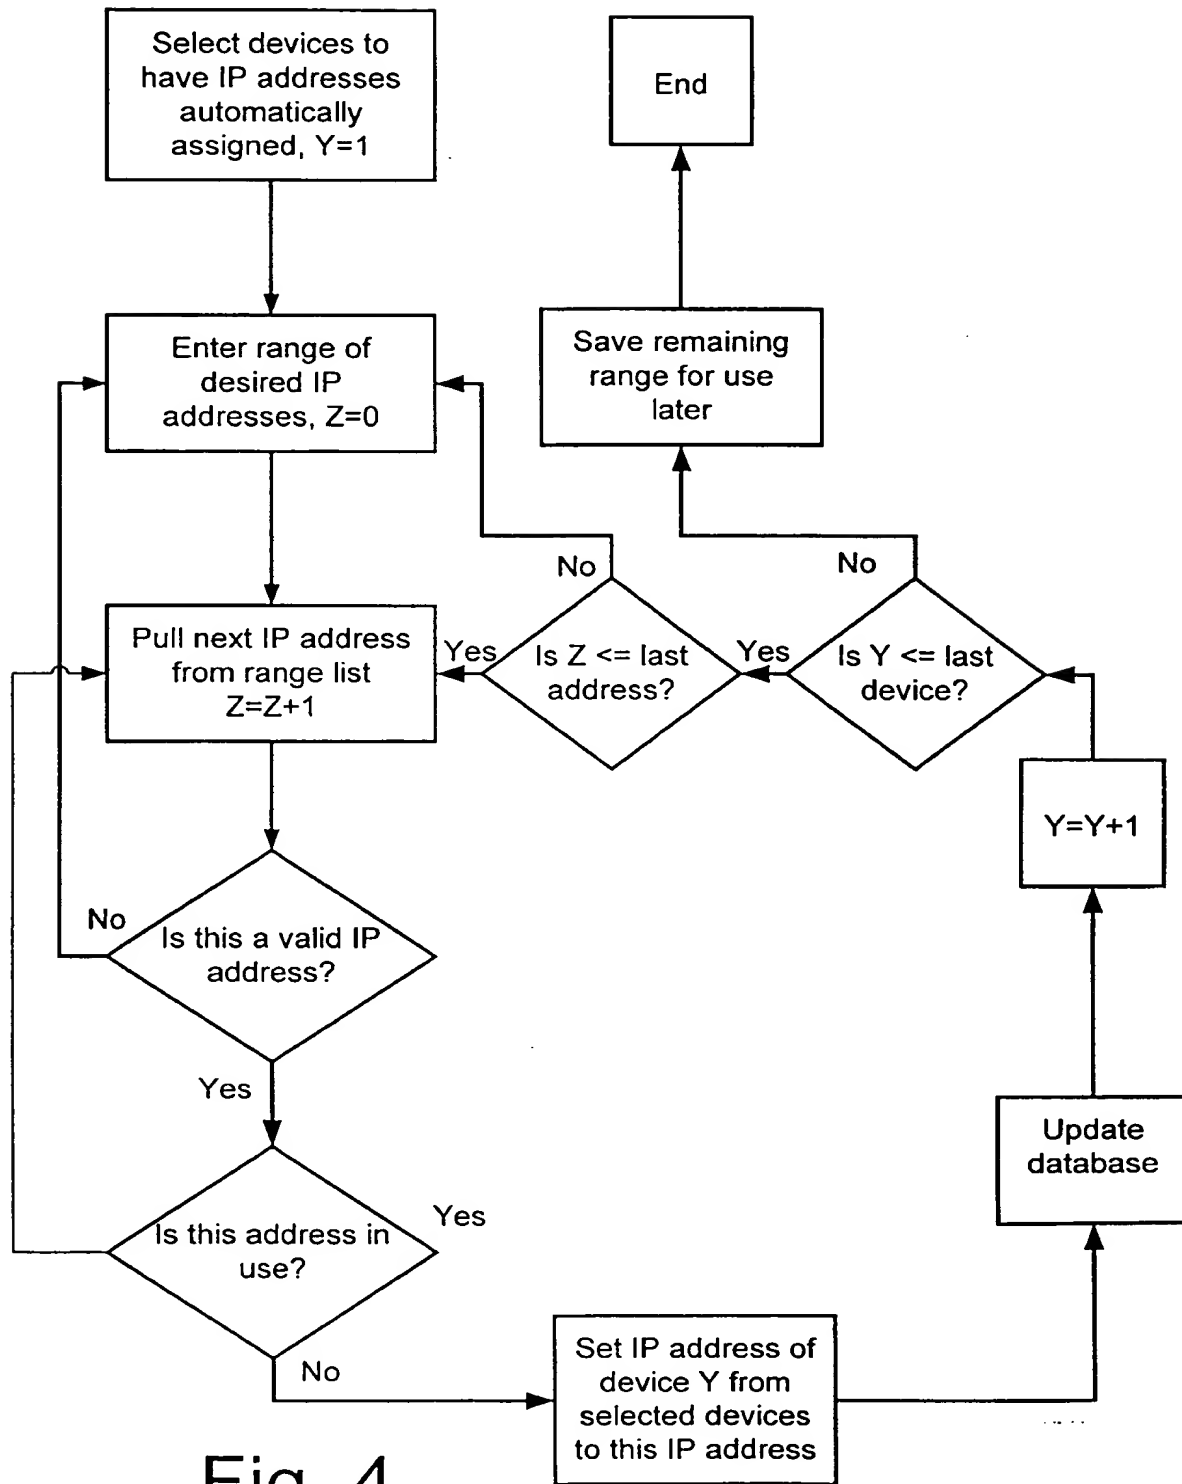 Select devices to
have IP addresses
automatically
assigned, Y=1
End
Enter range of
desired IP
addresses, Z=0
Save remaining
range for use
later
No
No
Pull next IP address
from range list
Z=Z+1
Yes
Is Z <= last
address?
Yes
Is Y <= last
device?
Y=Y+1
No
Is this a valid IP
address?
Yes
Update
database
Is this address in
use?
Yes
No
Set IP address of
device Y from
selected devices
to this IP address
Fig. 4